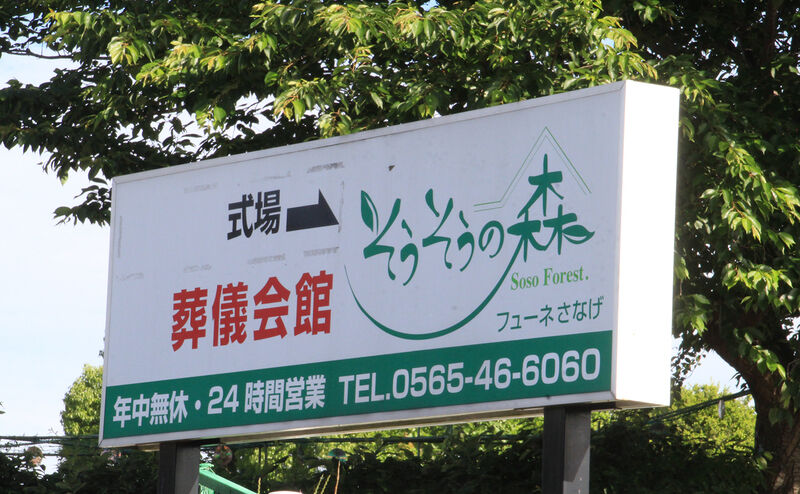 式場
葬儀会館
そうそうの森
Soso Forest.
フューネさなげ
年中無休・24時間営業 TEL.0565-46-6060